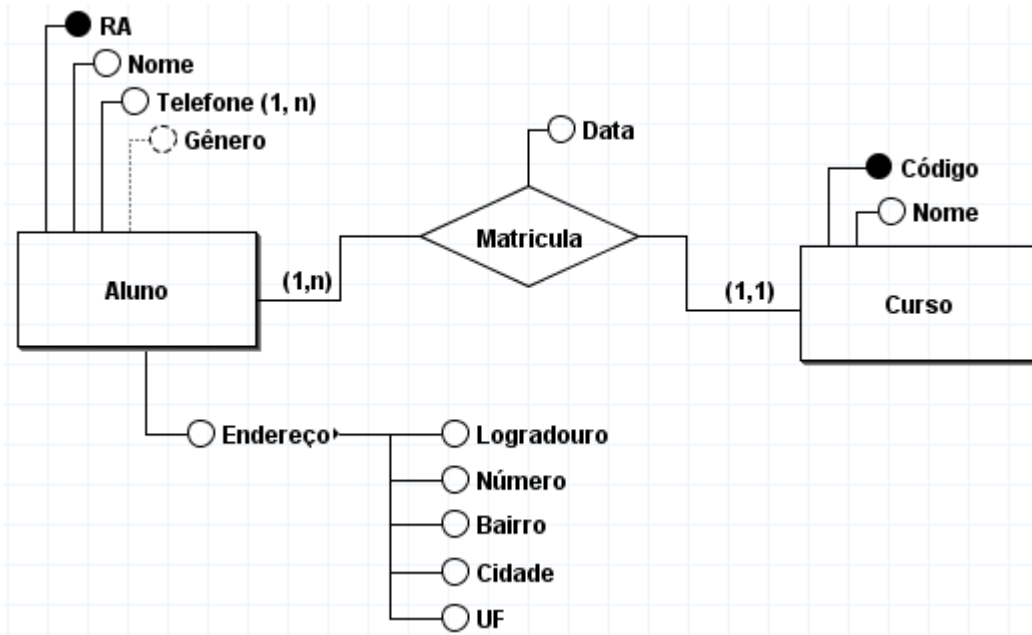 RA
Nome
Telefone (1, n)
Gênero
Data
Código
Nome
Matricula
Aluno
(1,n)
(1,1)
Curso
Endereço
Logradouro
Número
Bairro
Cidade
UF